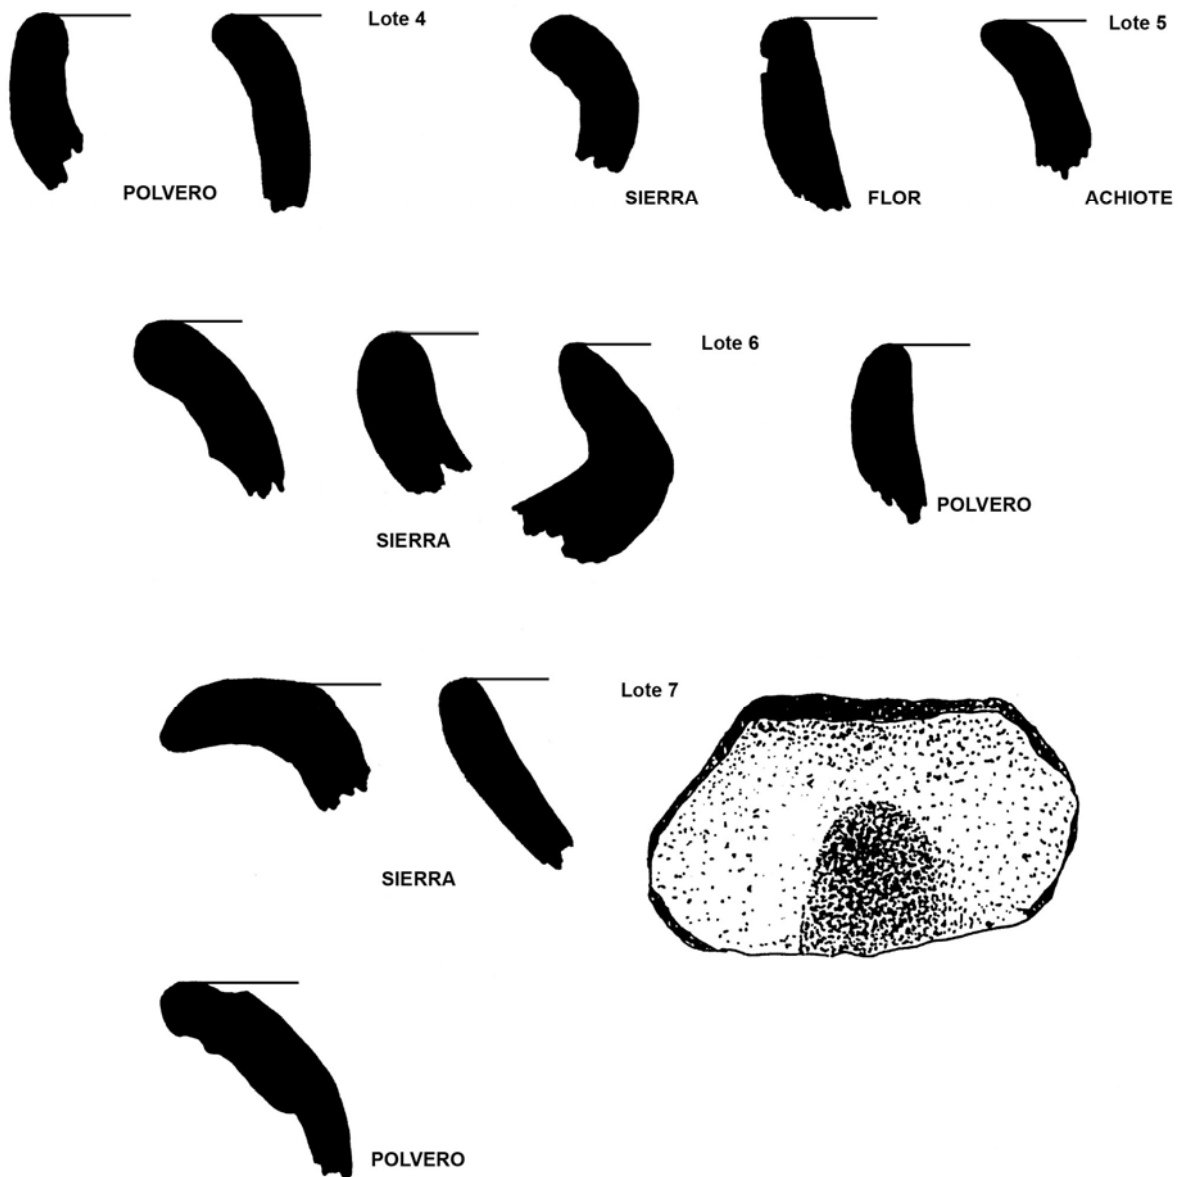 Lote 4
Lote 5
POLVERO
SIERRA
FLOR
ACHIOTE
Lote 6
SIERRA
POLVERO
Lote 7
SIERRA
POLVERO